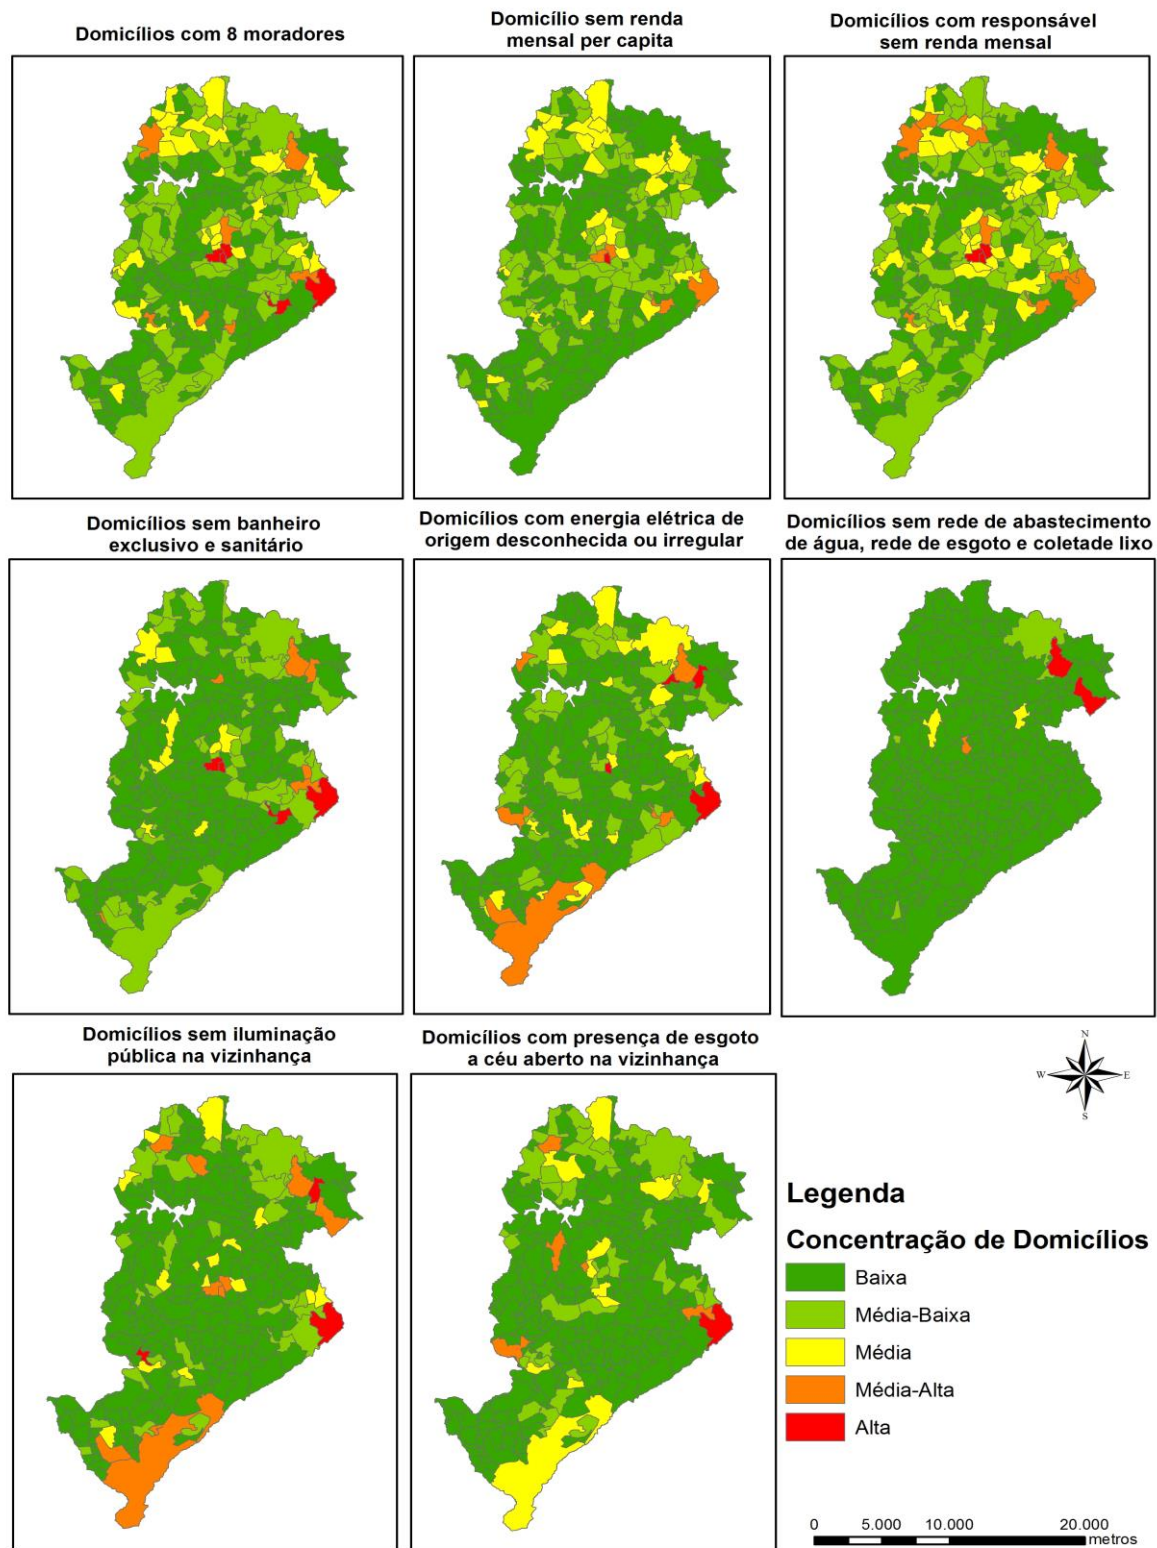 Domicílios com 8 moradores
Domicílio sem renda
mensal per capita
Domicílios com responsável
sem renda mensal
Domicílios sem banheiro
exclusivo e sanitário
Domicílios com energia elétrica de
origem desconhecida ou irregular
Domicílios sem rede de abastecimento
de água, rede de esgoto e coletade lixo
Domicílios sem iluminação
pública na vizinhança
Domicílios com presença de esgoto
a céu aberto na vizinhança
N
W E
S
Legenda
Concentração de Domicílios
Baixa
Média-Baixa
Média
Média-Alta
Alta
0 5.000 10.000 20.000
metros